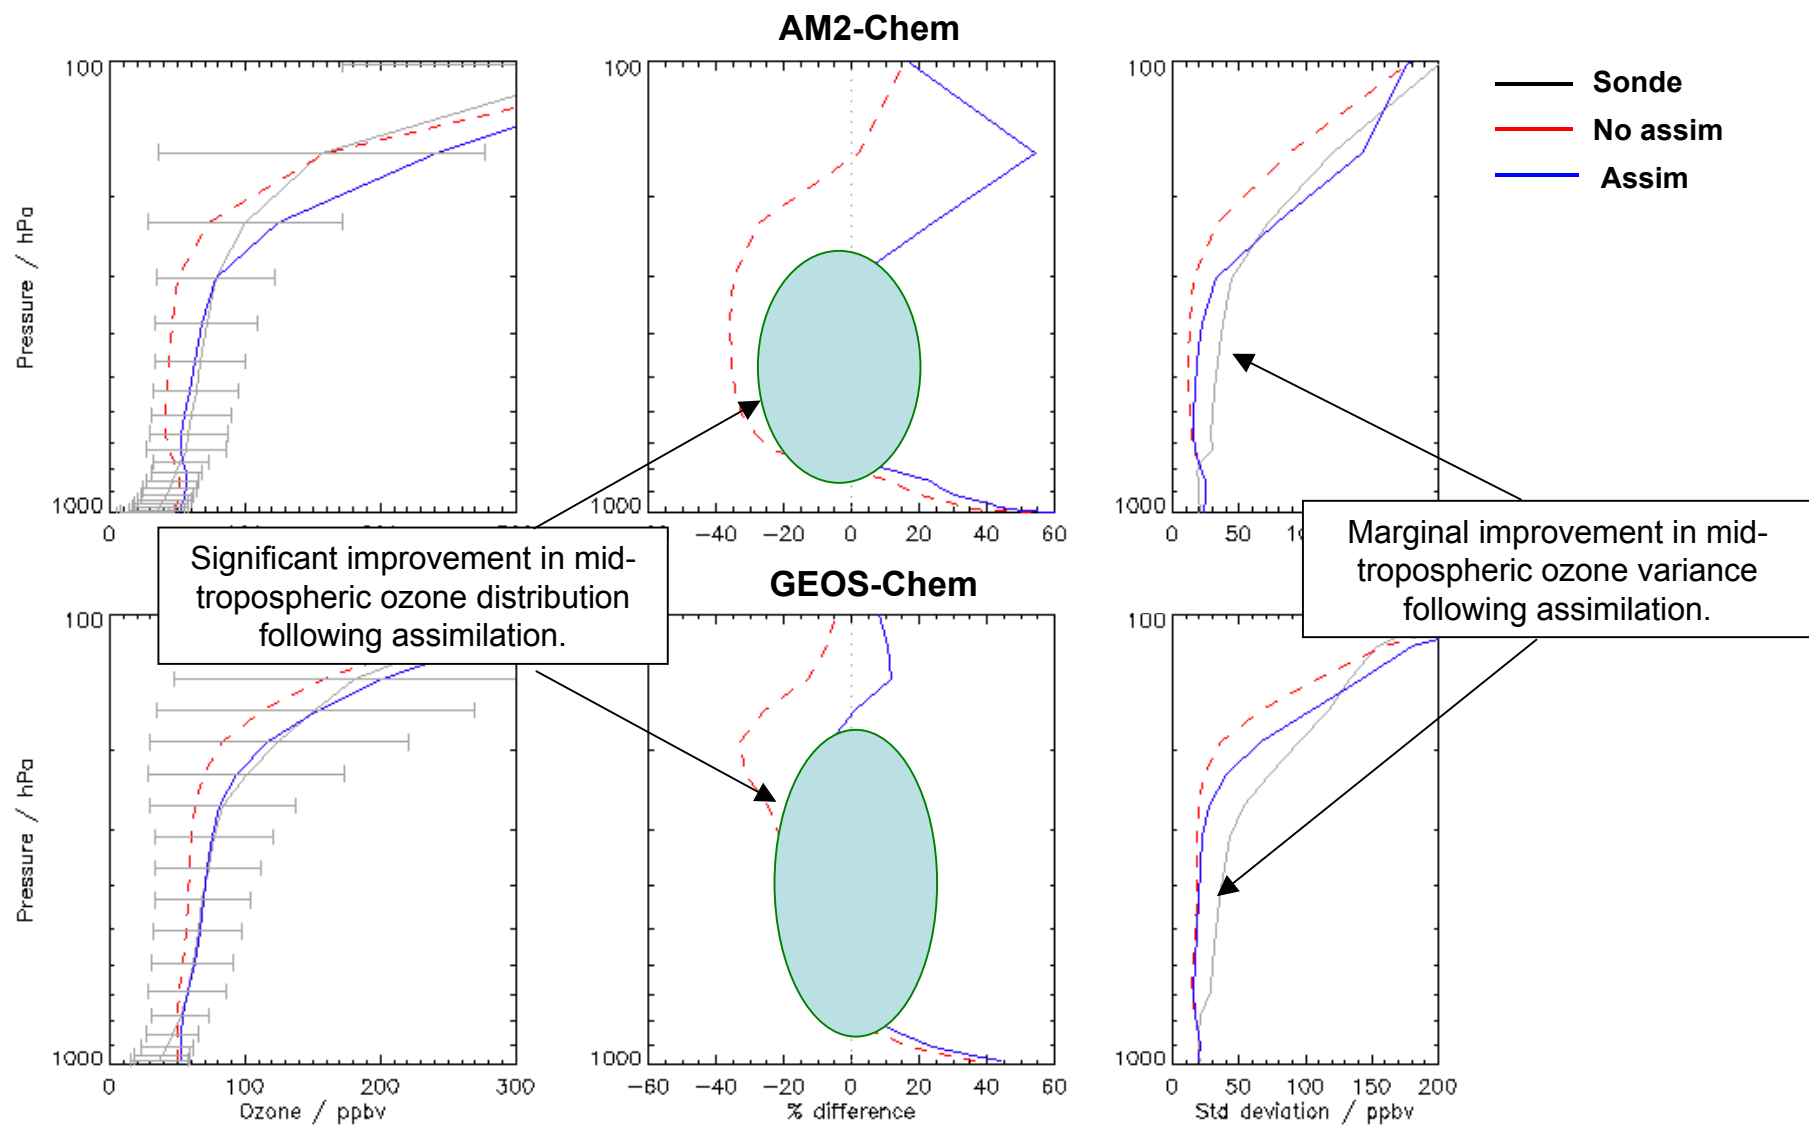 AM2-Chem
100
100
100
Sonde
No assim
Assim
Pressure / hPa
1000
1000
1000
0
−40 −20 0 20 40 60
0 50
Significant improvement in mid-
tropospheric ozone distribution
following assimilation.
Marginal improvement in mid-
tropospheric ozone variance
following assimilation.
GEOS-Chem
100
100
100
Pressure / hPa
1000
1000
1000
0 100 200 300
−60 −40 −20 0 20 40 60
0 50 100 150 200
Ozone / ppbv
% difference
Std deviation / ppbv